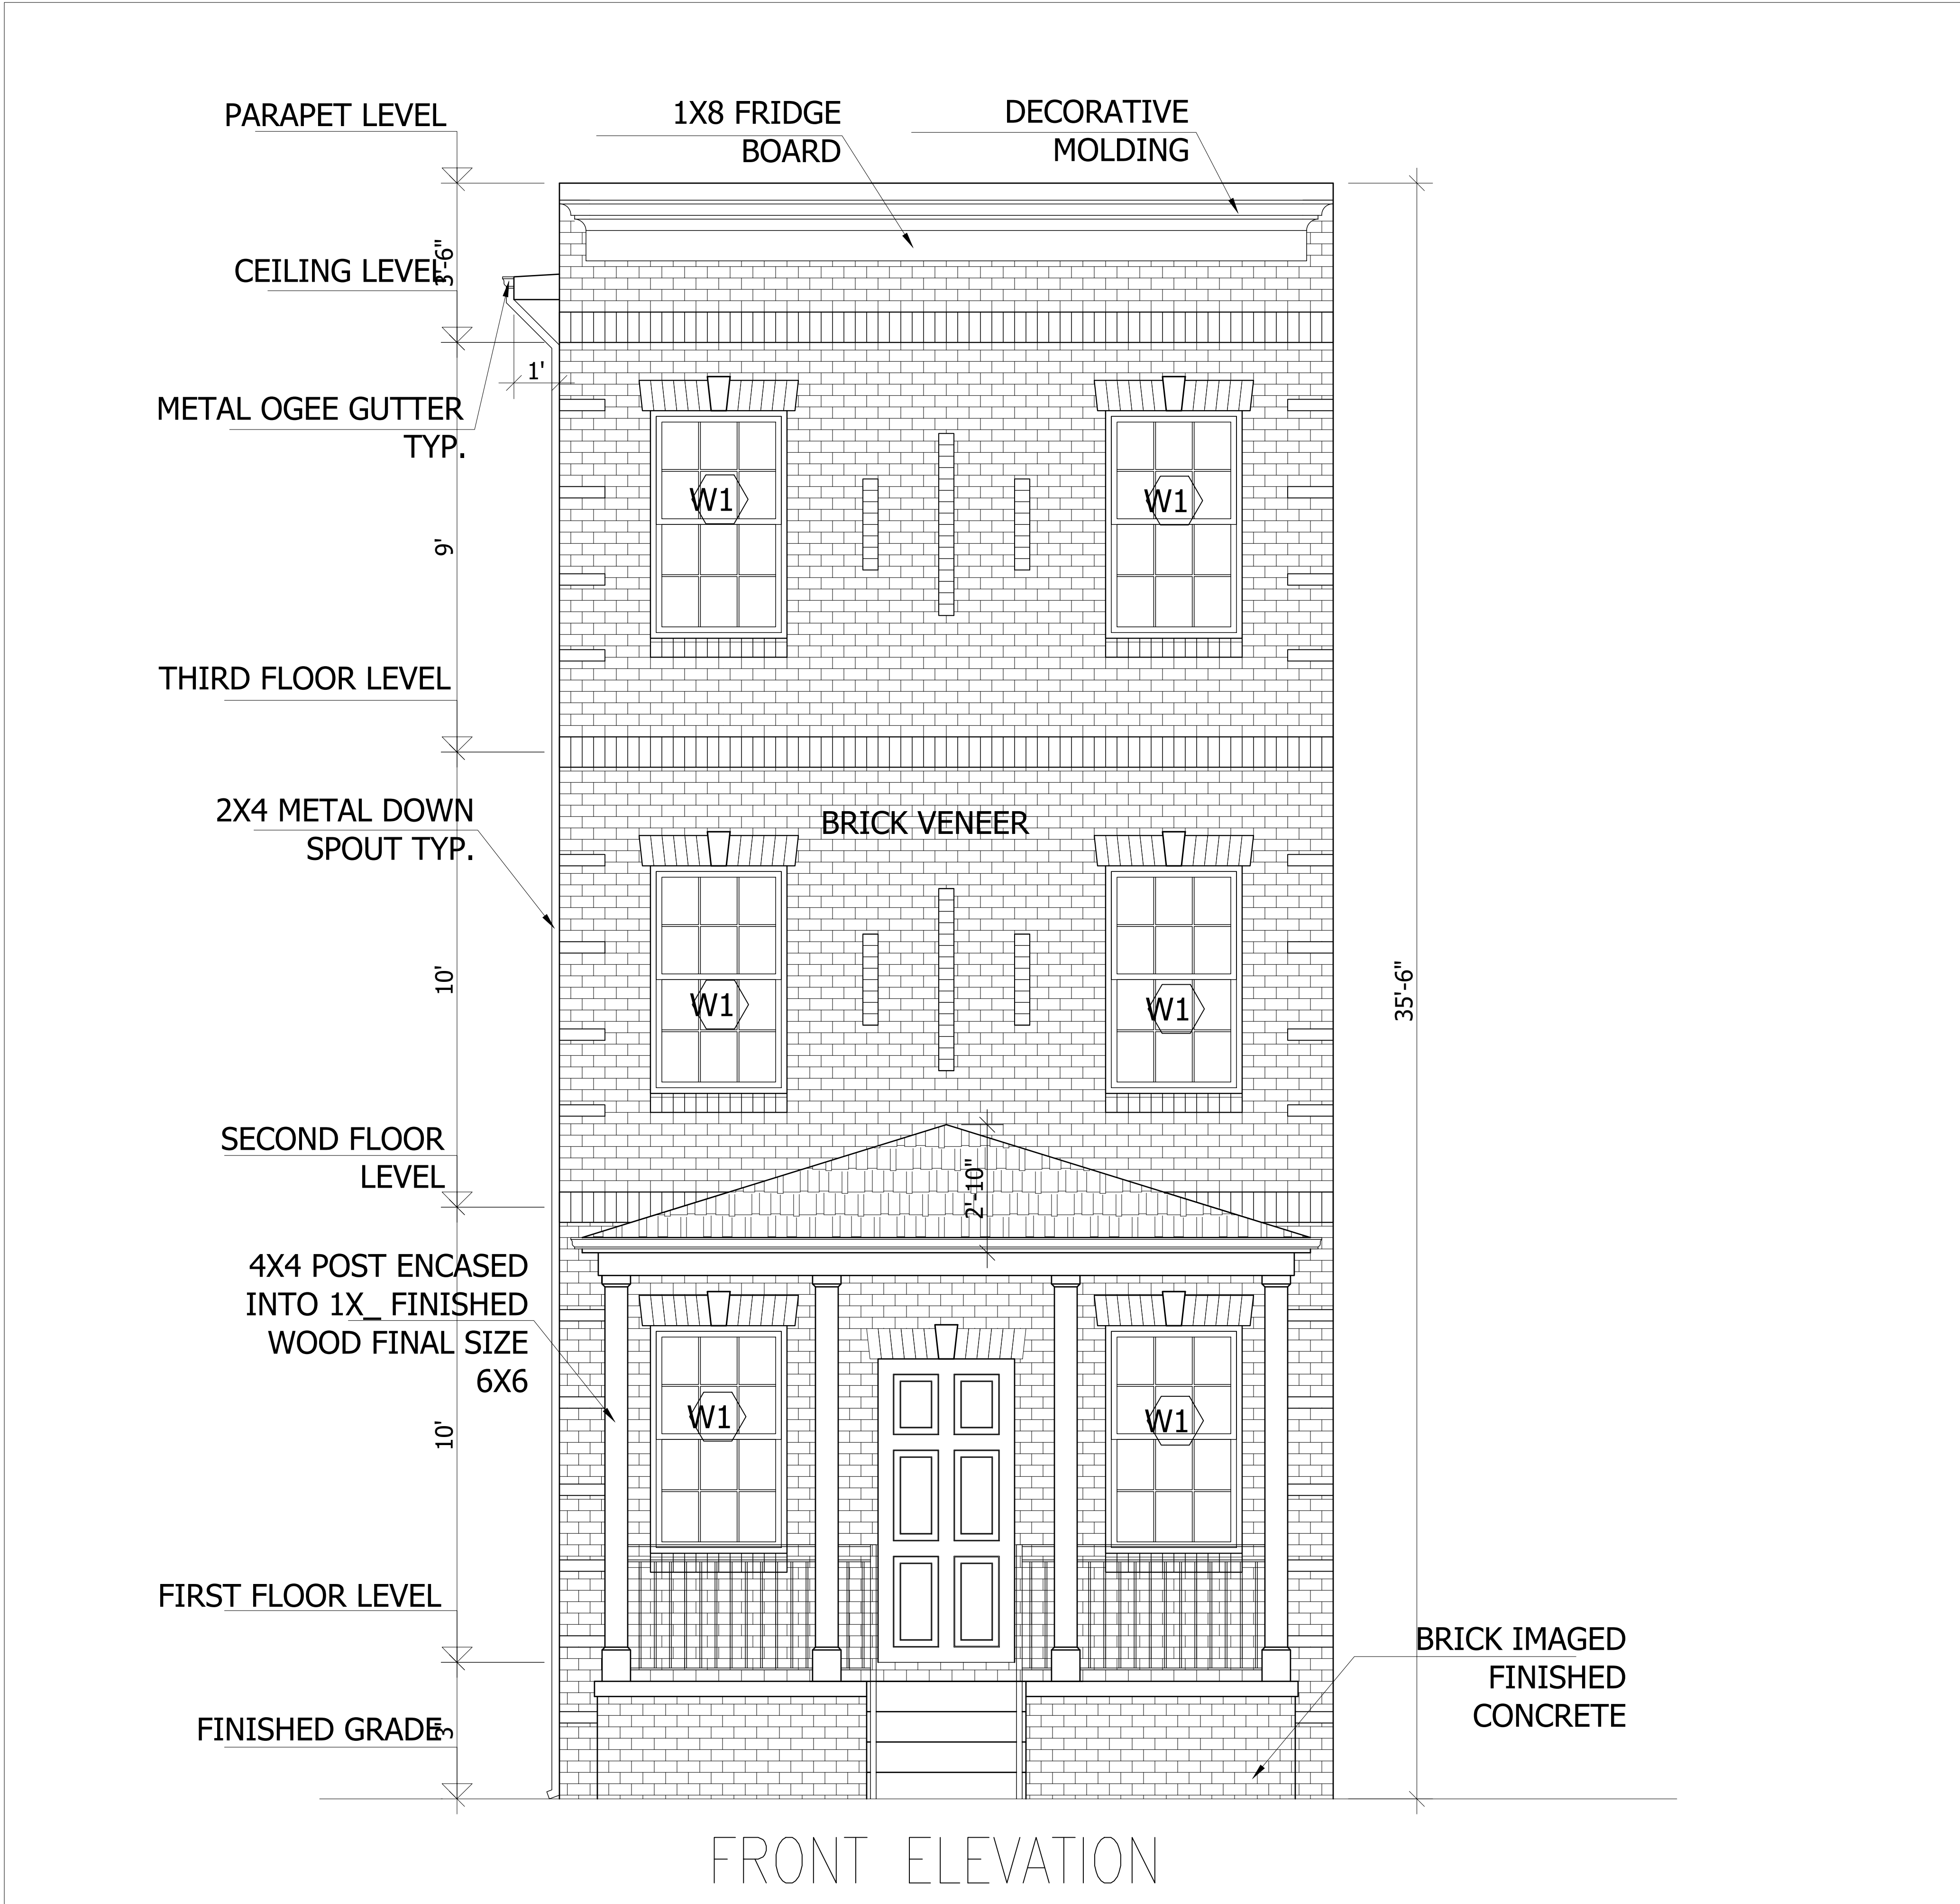 PARAPET LEVEL
1X8 FRIDGE
BOARD
DECORATIVE
MOLDING
CEILING LEVEL
3'-6"
1'
METAL OGEE GUTTER
TYP.
W1
W1
9'
THIRD FLOOR LEVEL
2X4 METAL DOWN
SPOUT TYP.
BRICK VENEER
10'
W1
W1
35'-6"
SECOND FLOOR
LEVEL
2'-10"
4X4 POST ENCASED
INTO 1X_ FINISHED
WOOD FINAL SIZE
6X6
W1
W1
10'
FIRST FLOOR LEVEL
BRICK IMAGED
FINISHED
CONCRETE
FINISHED GRADE
3'
FRONT ELEVATION